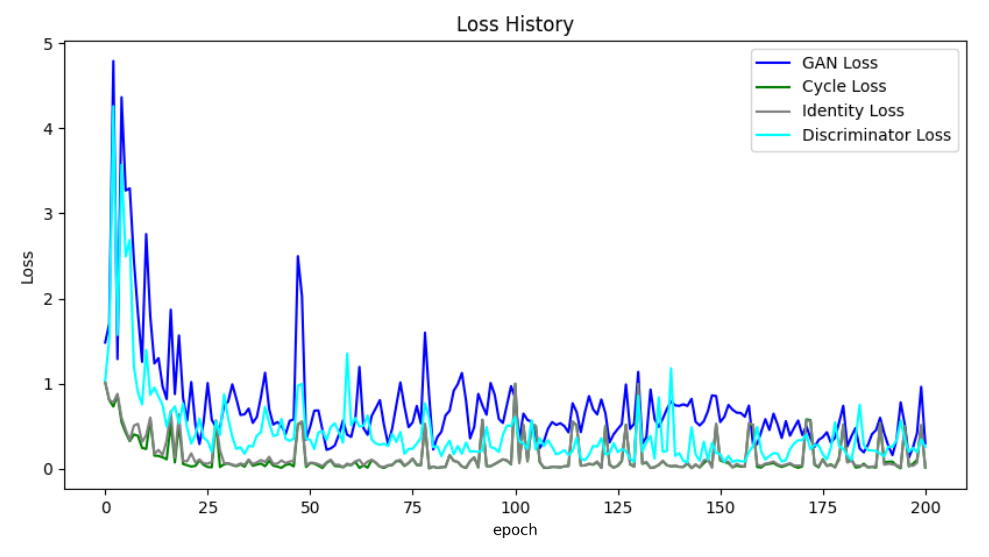 Loss History
GAN Loss
Cycle Loss
Identity Loss
Discriminator Loss
5
4
3
2
1
0
Loss
0 25 50 75 100 125 150 175 200
epoch